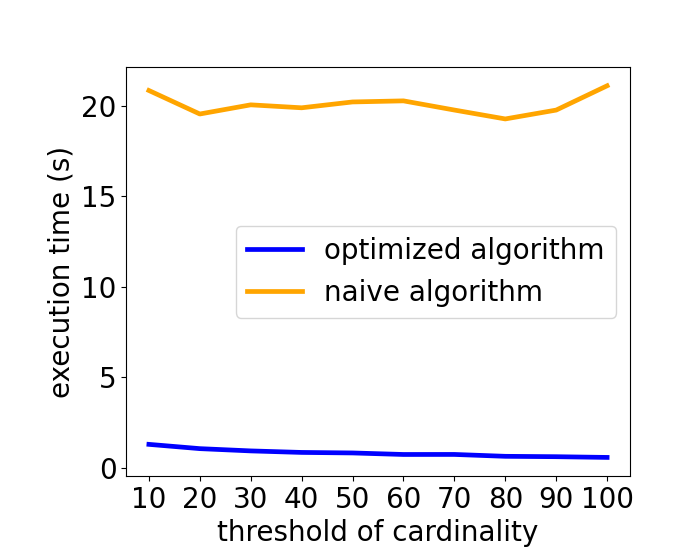 20
15
10
5
0
execution time (s)
optimized algorithm
naive algorithm
10 20 30 40 50 60 70 80 90 100
threshold of cardinality